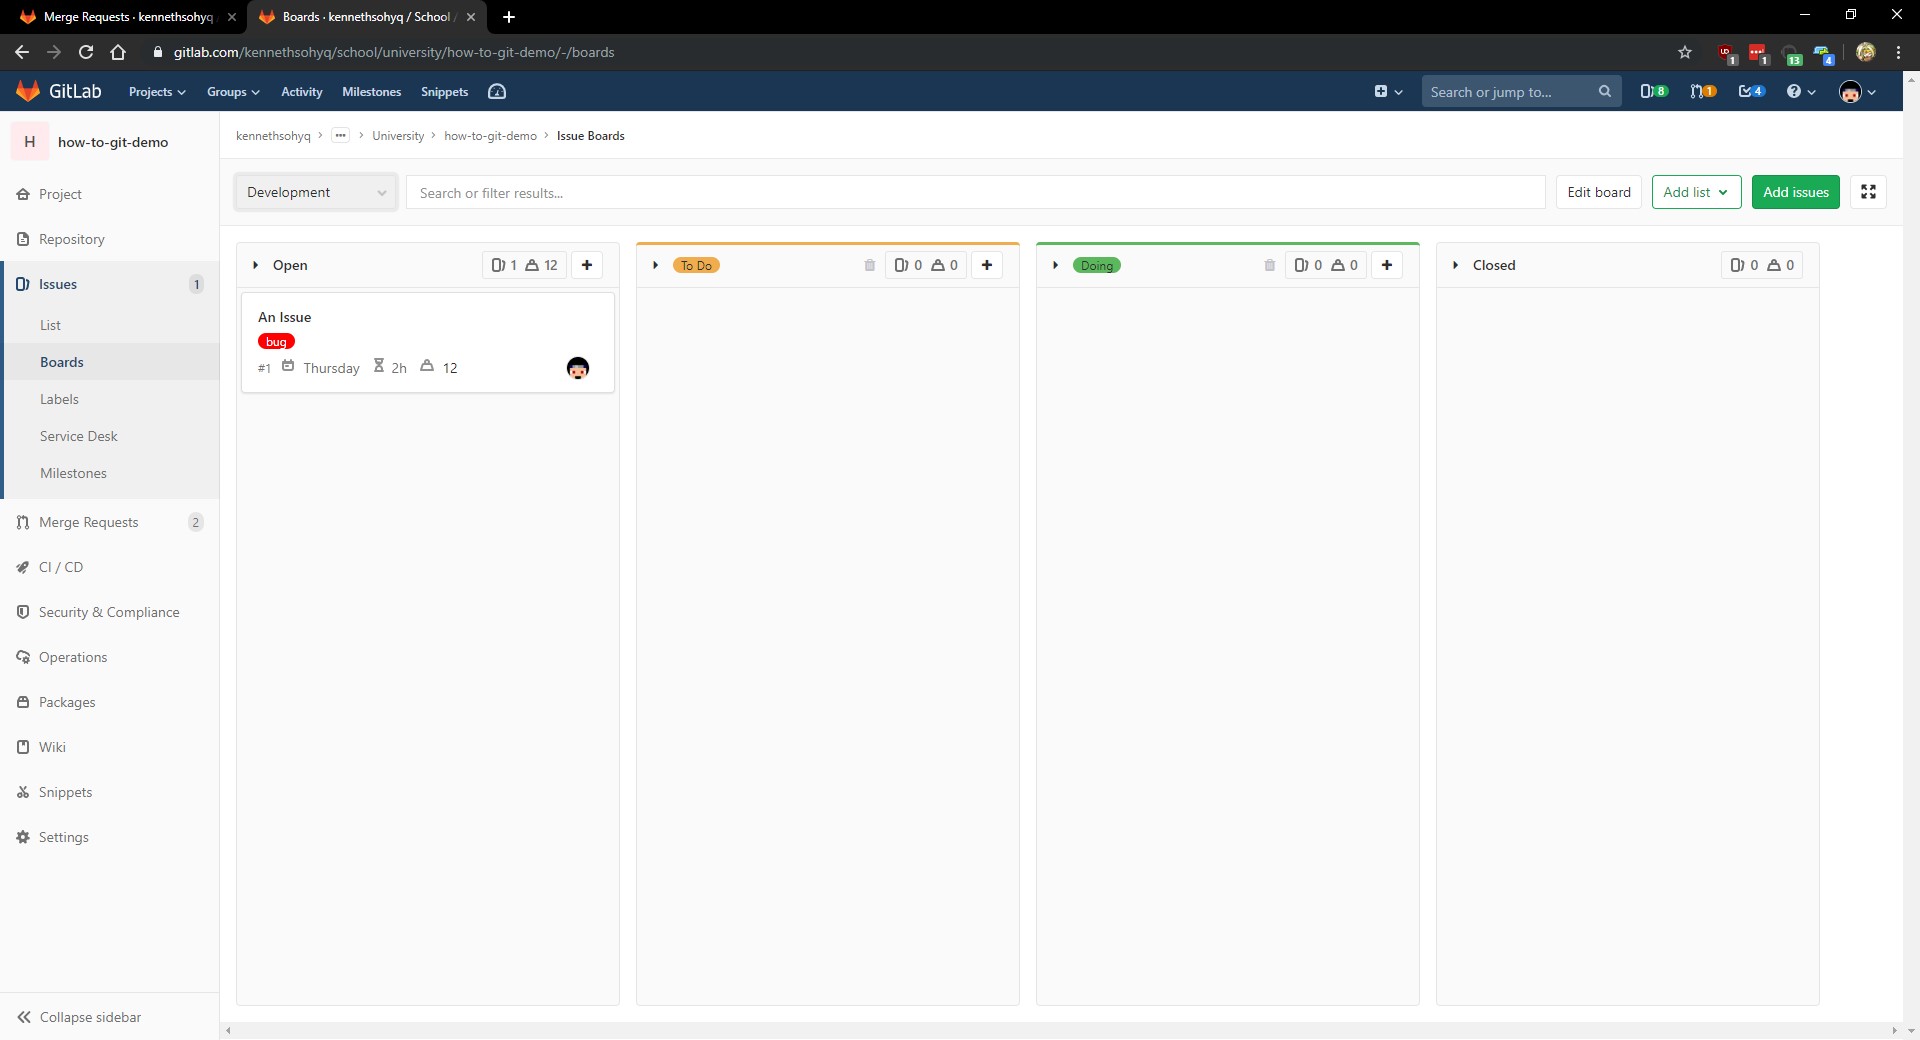 Merge Requests · kennethsohyq
Boards · kennethsohyq / School /
gitlab.com/kennethsohyq/school/university/how-to-git-demo/-/boards
1
1
13
4
GitLab
Projects
Groups
Activity
Milestones
Snippets
Search or jump to...
8
1
4
H how-to-git-demo
kennethsohyq › ... › University › how-to-git-demo › Issue Boards
Project
Repository
Issues 1
List
Boards
Labels
Service Desk
Milestones
Merge Requests 2
CI / CD
Security & Compliance
Operations
Packages
Wiki
Snippets
Settings
Collapse sidebar
Development
Search or filter results...
Edit board
Add list
Add issues
Open 1 12
An Issue
bug
#1 Thursday 2h 12
To Do 0 0
Doing 0 0
Closed 0 0